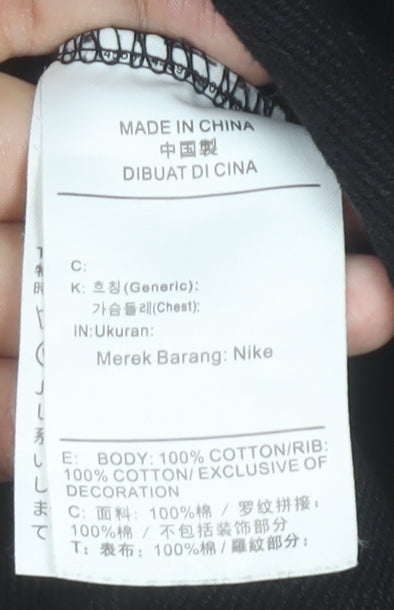 MADE IN CHINA
中国製
DIBUAT DI CINA
C:
K: 흐칭(Generic):
가슴들레(Chest):
IN:Ukuran:
Merek Barang: Nike
E: BODY: 100% COTTON/RIB:
100% COTTON/ EXCLUSIVE OF
DECORATION
C: 面料: 100%棉 / 罗纹拼接:
100%棉 / 不包括装饰部分
T: 表布: 100%棉/羅紋部分: